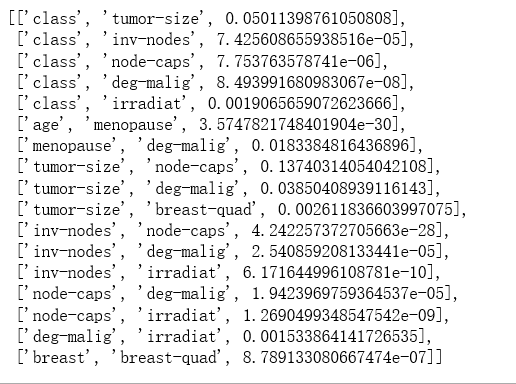 [['class', 'tumor-size', 0.05011398761050808],
['class', 'inv-nodes', 7.425608655938516e-05],
['class', 'node-caps', 7.753763578741e-06],
['class', 'deg-malig', 8.493991680983067e-08],
['class', 'irradiat', 0.0019065659072623666],
['age', 'menopause', 3.5747821748401904e-30],
['menopause', 'deg-malig', 0.0183384816436896],
['tumor-size', 'node-caps', 0.13740314054042108],
['tumor-size', 'deg-malig', 0.03850408939116143],
['tumor-size', 'breast-quad', 0.002611836603997075],
['inv-nodes', 'node-caps', 4.242257372705663e-28],
['inv-nodes', 'deg-malig', 2.540859208133441e-05],
['inv-nodes', 'irradiat', 6.171644996108781e-10],
['node-caps', 'deg-malig', 1.9423969759364537e-05],
['node-caps', 'irradiat', 1.2690499348547542e-09],
['deg-malig', 'irradiat', 0.001533864141726535],
['breast', 'breast-quad', 8.789133080667474e-07]]